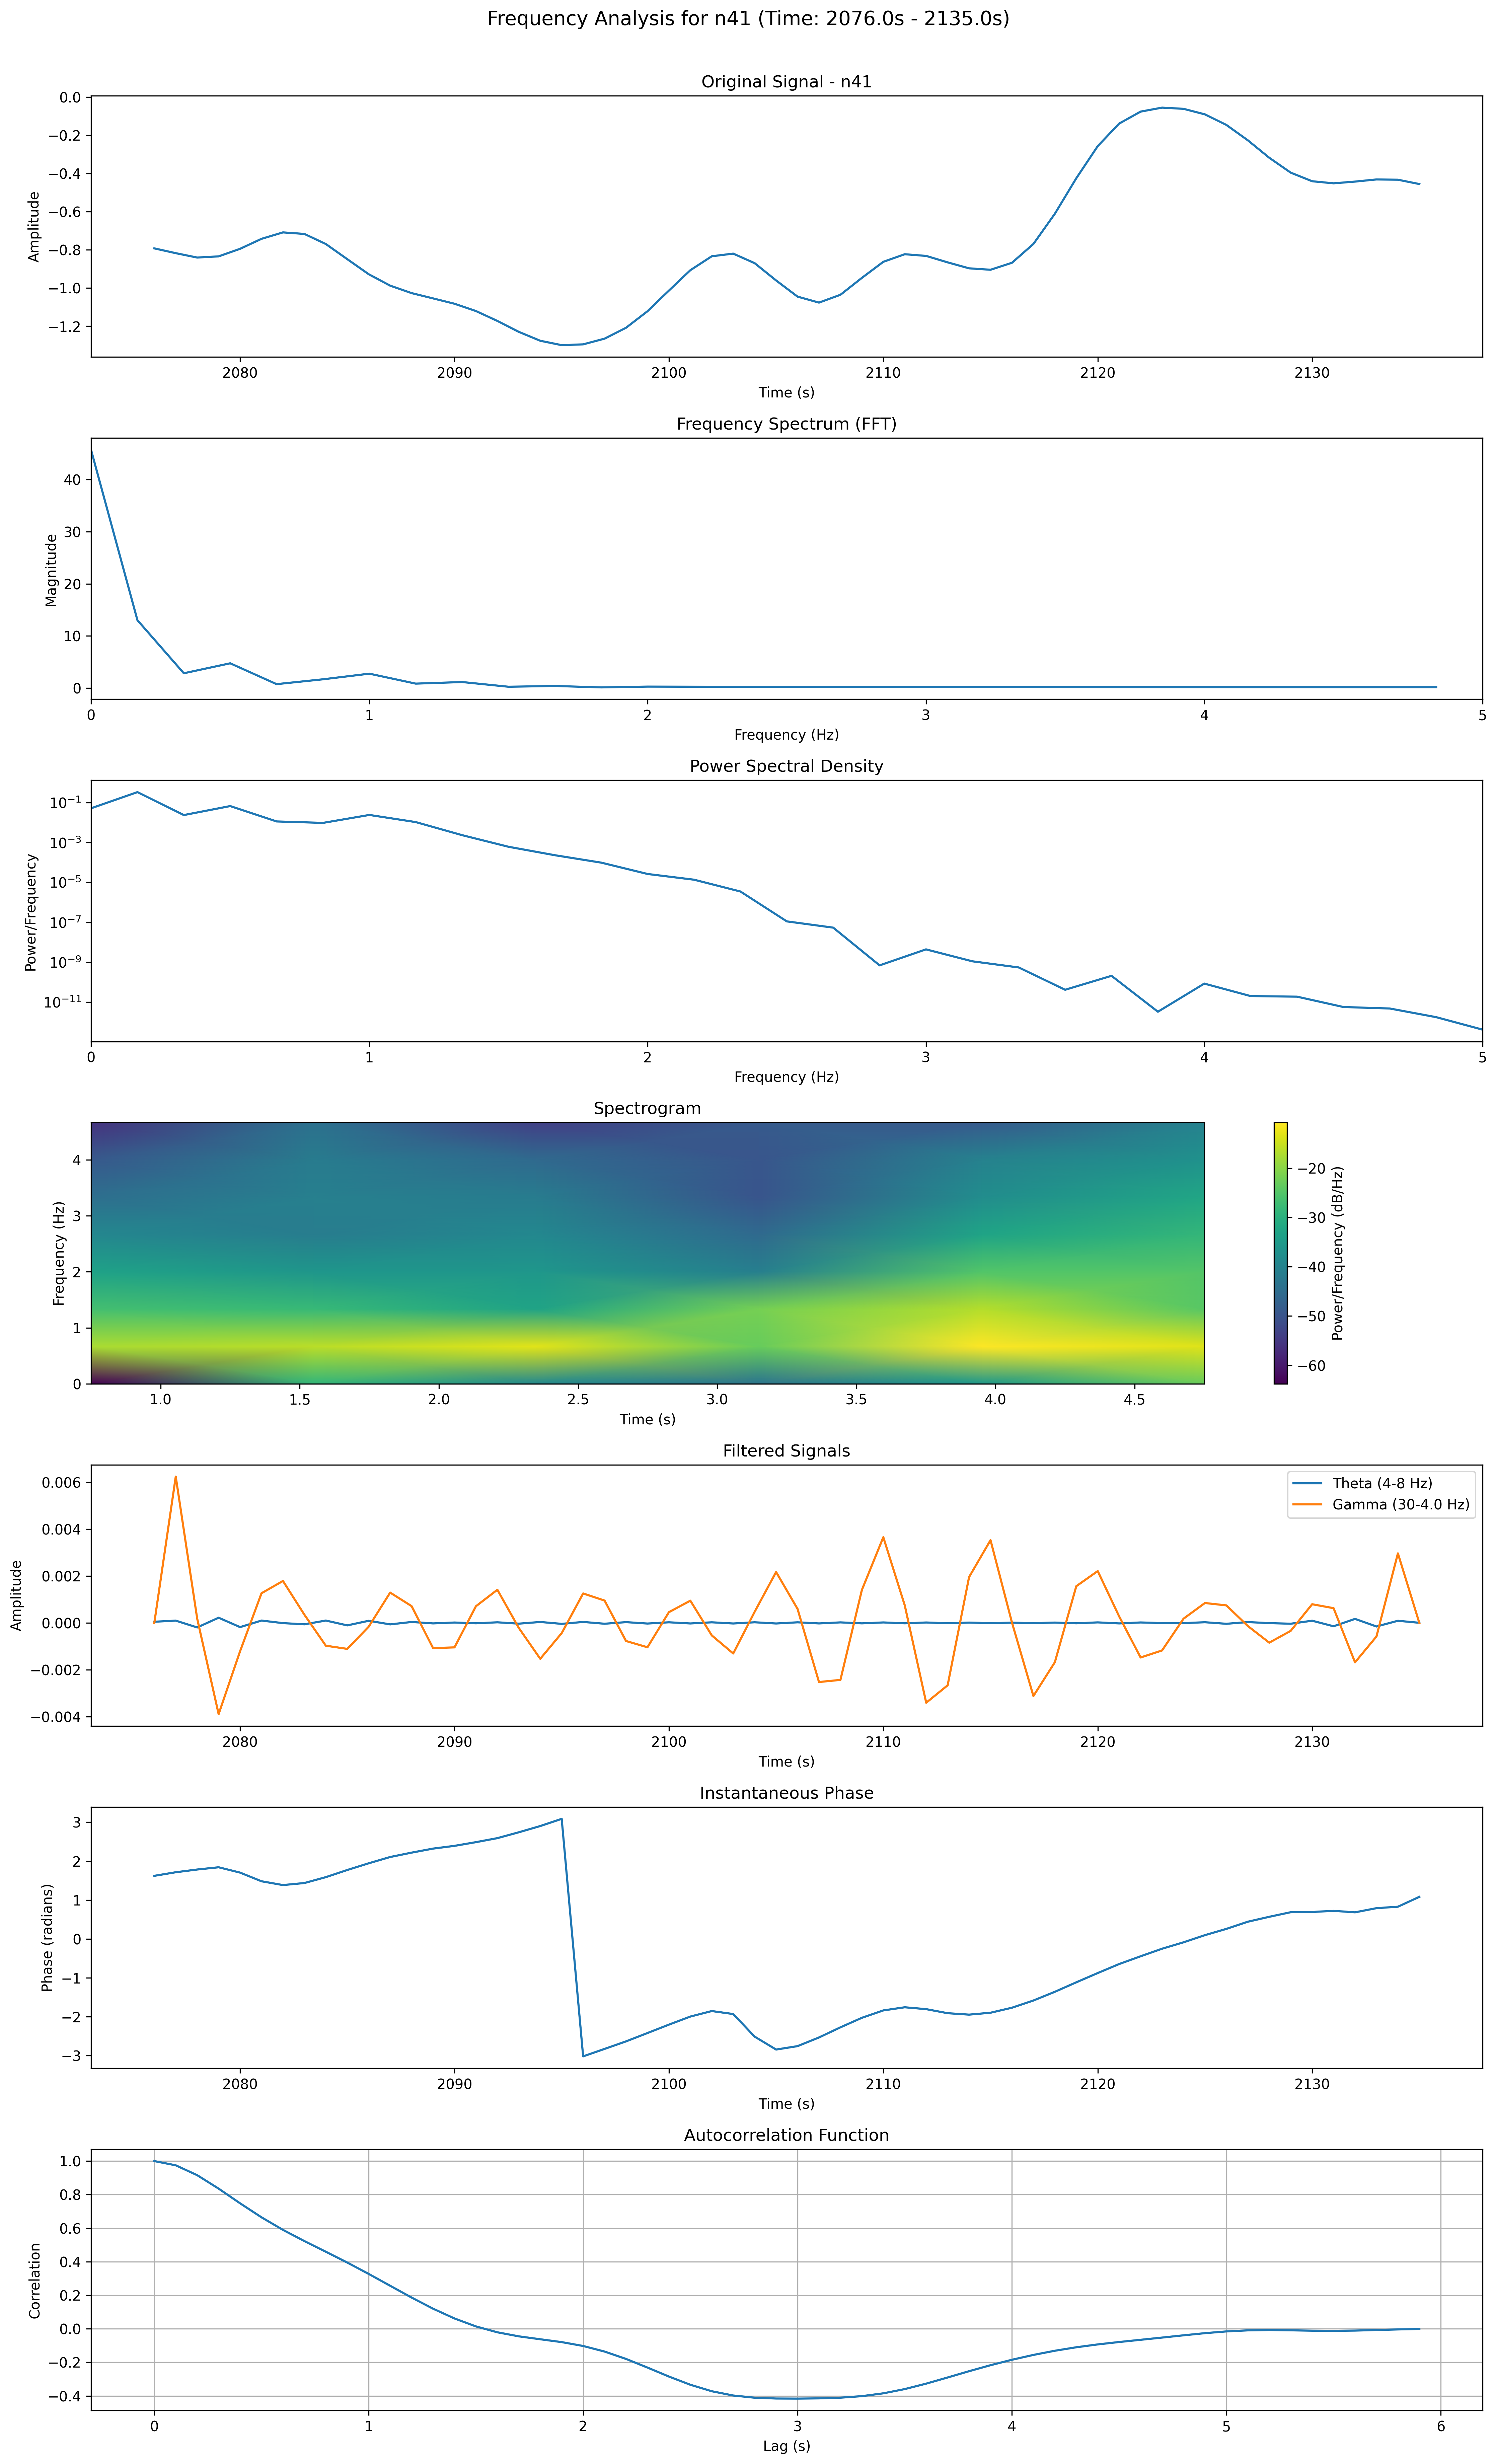 Frequency Analysis for n41 (Time: 2076.0s - 2135.0s)
Original Signal - n41
0.0
−0.2
−0.4
−0.6
−0.8
−1.0
−1.2
Amplitude
2080 2090 2100 2110 2120 2130
Time (s)
Frequency Spectrum (FFT)
40
30
20
10
0
Magnitude
0 1 2 3 4 5
Frequency (Hz)
Power Spectral Density
10⁻¹
10⁻³
10⁻⁵
10⁻⁷
10⁻⁹
10⁻¹¹
Power/Frequency
0 1 2 3 4 5
Frequency (Hz)
Spectrogram
4
3
2
1
0
Frequency (Hz)
1.0 1.5 2.0 2.5 3.0 3.5 4.0 4.5
Time (s)
−20
−30
−40
−50
−60
Power/Frequency (dB/Hz)
Filtered Signals
0.006
0.004
0.002
0.000
−0.002
−0.004
Amplitude
Theta (4-8 Hz)
Gamma (30-4.0 Hz)
2080 2090 2100 2110 2120 2130
Time (s)
Instantaneous Phase
3
2
1
0
−1
−2
−3
Phase (radians)
2080 2090 2100 2110 2120 2130
Time (s)
Autocorrelation Function
1.0
0.8
0.6
0.4
0.2
0.0
−0.2
−0.4
Correlation
0 1 2 3 4 5 6
Lag (s)